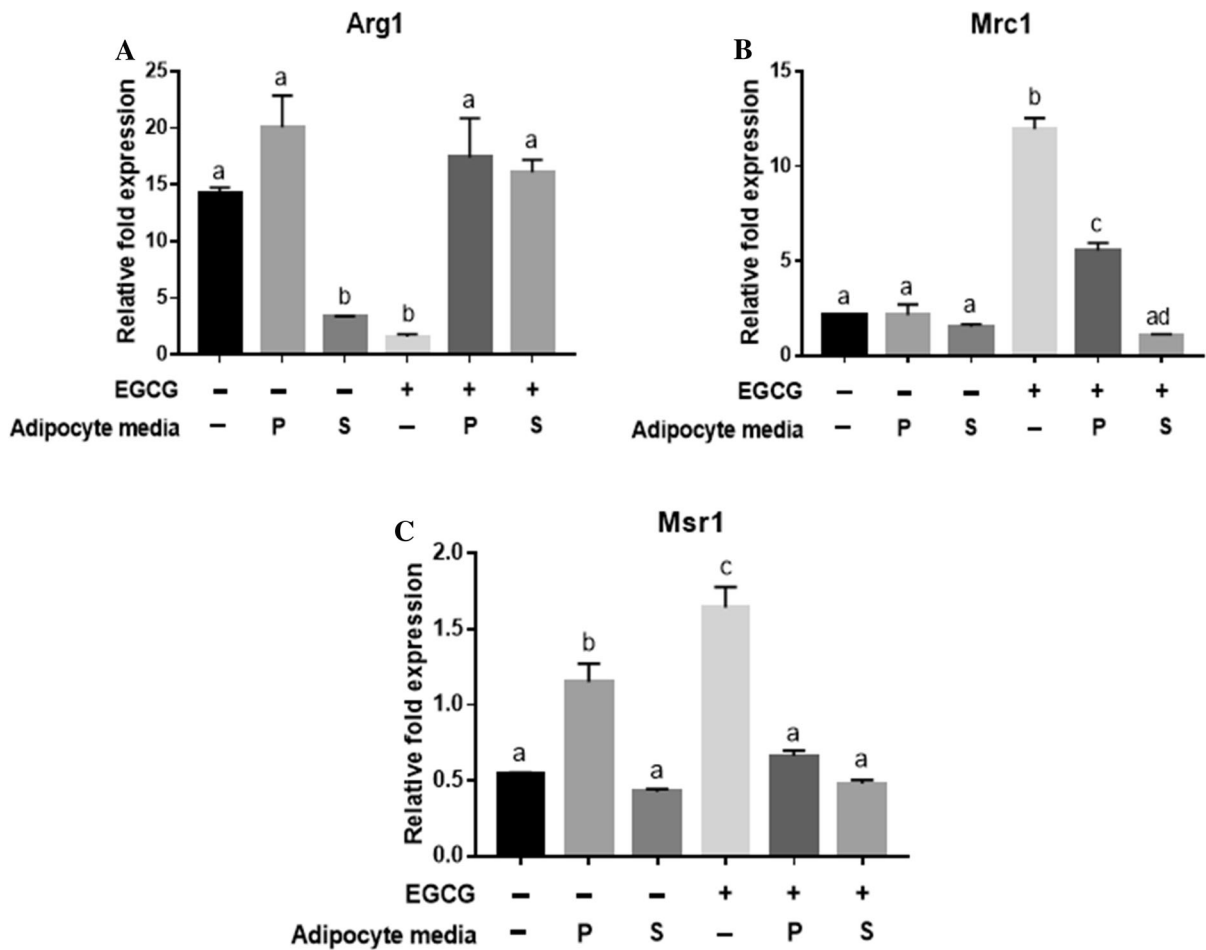 A
Arg1
Relative fold expression
25
20
15
10
5
0
a
a
b
b
a
a
EGCG – – – + + +
Adipocyte media – P S – P S
B
Mrc1
Relative fold expression
15
10
5
0
a
a
a
b
c
ad
EGCG – – – + + +
Adipocyte media – P S – P S
C
Msr1
Relative fold expression
2.0
1.5
1.0
0.5
0.0
a
b
a
c
a
a
EGCG – – – + + +
Adipocyte media – P S – P S